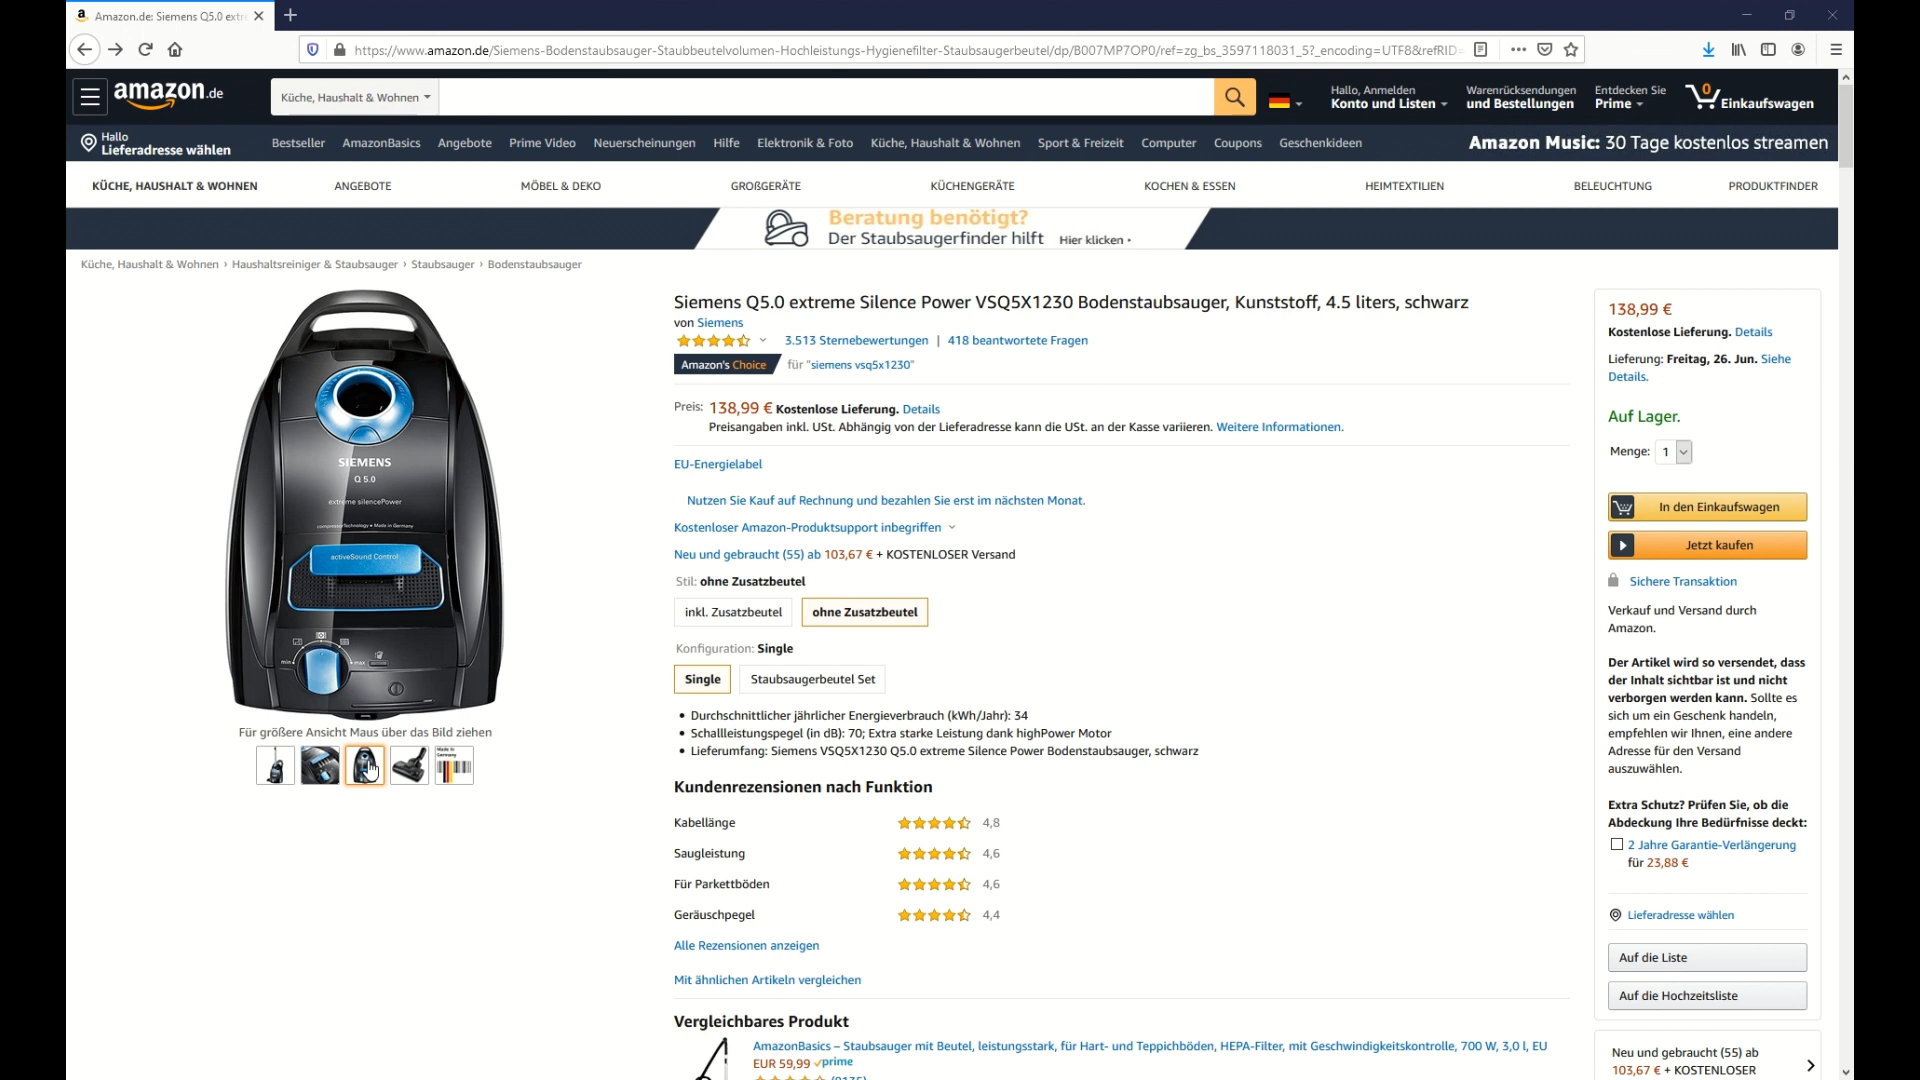 Amazon.de: Siemens Q5.0 extre
https://www.amazon.de/Siemens-Bodenstaubsauger-Staubbeutelvolumen-Hochleistungs-Hygienefilter-Staubsaugerbeutel/dp/B007MP7OP0/ref=zg_bs_3597118031_5?_encoding=UTF8&refRID=
amazon.de
Küche, Haushalt & Wohnen
Hallo, Anmelden
Konto und Listen
Warenrücksendungen
und Bestellungen
Entdecken Sie
Prime
0
Einkaufswagen
Hallo
Lieferadresse wählen
Bestseller AmazonBasics Angebote Prime Video Neuerscheinungen Hilfe Elektronik & Foto Küche, Haushalt & Wohnen Sport & Freizeit Computer Coupons Geschenkideen
Amazon Music: 30 Tage kostenlos streamen
KÜCHE, HAUSHALT & WOHNEN ANGEBOTE MÖBEL & DEKO GROßGERÄTE KÜCHENGERÄTE KOCHEN & ESSEN HEIMTEXTILIEN BELEUCHTUNG PRODUKTFINDER
Beratung benötigt?
Der Staubsaugerfinder hilft Hier klicken
Küche, Haushalt & Wohnen › Haushaltsreiniger & Staubsauger › Staubsauger › Bodenstaubsauger
SIEMENS
Q 5.0
extreme silencePower
compressorTechnology • Made in Germany
activeSound Control
min
max
Für größere Ansicht Maus über das Bild ziehen
Made in
Germany
Siemens Q5.0 extreme Silence Power VSQ5X1230 Bodenstaubsauger, Kunststoff, 4.5 liters, schwarz
von Siemens
3.513 Sternebewertungen | 418 beantwortete Fragen
Amazon's Choice für "siemens vsq5x1230"
Preis: 138,99 € Kostenlose Lieferung. Details
Preisangaben inkl. USt. Abhängig von der Lieferadresse kann die USt. an der Kasse variieren. Weitere Informationen.
EU-Energielabel
Nutzen Sie Kauf auf Rechnung und bezahlen Sie erst im nächsten Monat.
Kostenloser Amazon-Produktsupport inbegriffen
Neu und gebraucht (55) ab 103,67 € + KOSTENLOSER Versand
Stil: ohne Zusatzbeutel
inkl. Zusatzbeutel ohne Zusatzbeutel
Konfiguration: Single
Single Staubsaugerbeutel Set
• Durchschnittlicher jährlicher Energieverbrauch (kWh/Jahr): 34
• Schallleistungspegel (in dB): 70; Extra starke Leistung dank highPower Motor
• Lieferumfang: Siemens VSQ5X1230 Q5.0 extreme Silence Power Bodenstaubsauger, schwarz
Kundenrezensionen nach Funktion
Kabellänge 4,8
Saugleistung 4,6
Für Parkettböden 4,6
Geräuschpegel 4,4
Alle Rezensionen anzeigen
Mit ähnlichen Artikeln vergleichen
Vergleichbares Produkt
AmazonBasics – Staubsauger mit Beutel, leistungsstark, für Hart- und Teppichböden, HEPA-Filter, mit Geschwindigkeitskontrolle, 700 W, 3,0 l, EU
EUR 59,99 prime
138,99 €
Kostenlose Lieferung. Details
Lieferung: Freitag, 26. Jun. Siehe
Details.
Auf Lager.
Menge: 1
In den Einkaufswagen
Jetzt kaufen
Sichere Transaktion
Verkauf und Versand durch
Amazon.
Der Artikel wird so versendet, dass
der Inhalt sichtbar ist und nicht
verborgen werden kann. Sollte es
sich um ein Geschenk handeln,
empfehlen wir Ihnen, eine andere
Adresse für den Versand
auszuwählen.
Extra Schutz? Prüfen Sie, ob die
Abdeckung Ihre Bedürfnisse deckt:
2 Jahre Garantie-Verlängerung
für 23,88 €
Lieferadresse wählen
Auf die Liste
Auf die Hochzeitsliste
Neu und gebraucht (55) ab
103,67 € + KOSTENLOSER